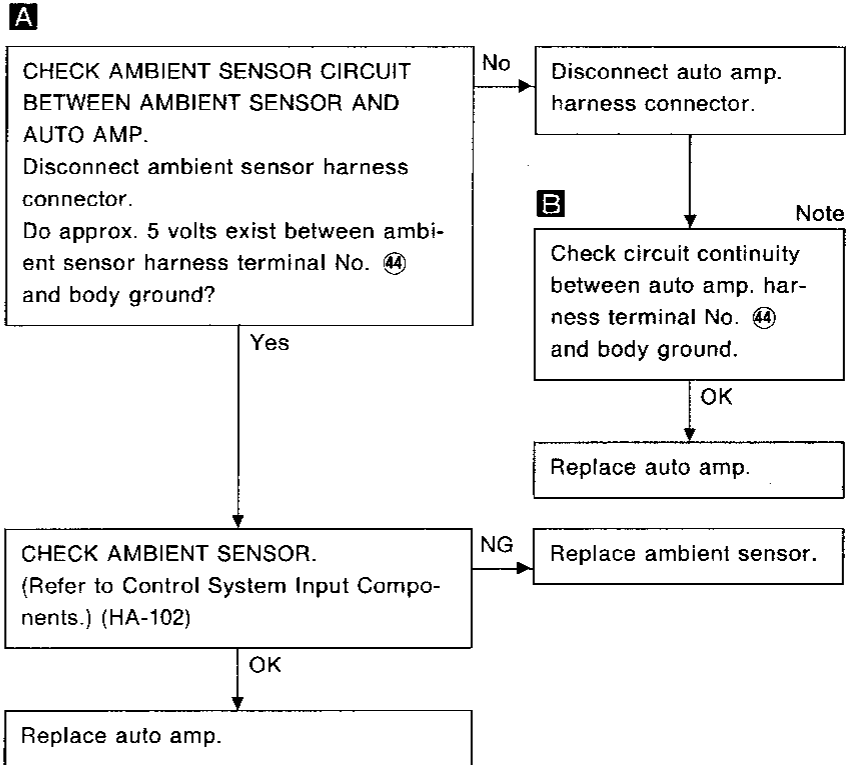 A
CHECK AMBIENT SENSOR CIRCUIT
BETWEEN AMBIENT SENSOR AND
AUTO AMP.
Disconnect ambient sensor harness
connector.
Do approx. 5 volts exist between ambi-
ent sensor harness terminal No. ㊹
and body ground?
No
Disconnect auto amp.
harness connector.
B
Note
Check circuit continuity
between auto amp. har-
ness terminal No. ㊹
and body ground.
OK
Replace auto amp.
Yes
CHECK AMBIENT SENSOR.
(Refer to Control System Input Compo-
nents.) (HA-102)
NG
Replace ambient sensor.
OK
Replace auto amp.